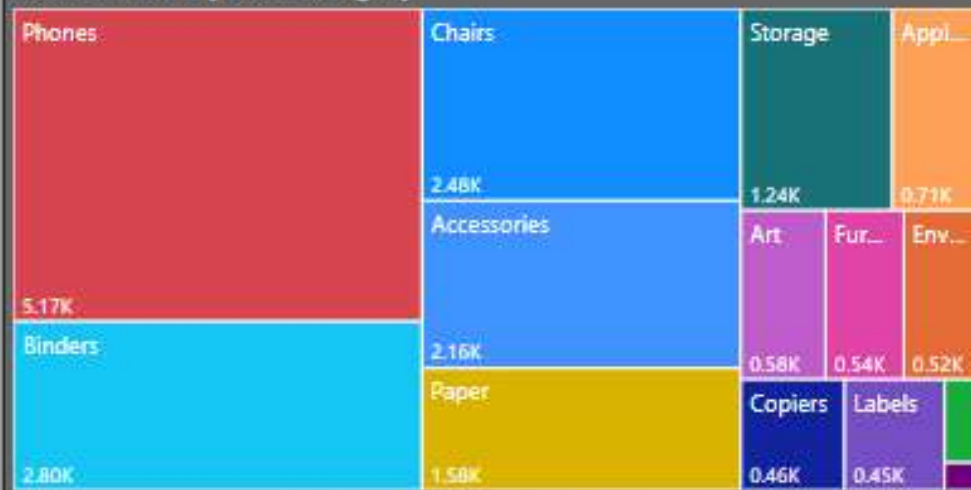 Phones
5.17K
Binders
2.80K
Chairs
2.48K
Accessories
2.16K
Paper
1.58K
Storage
1.24K
Appl...
0.71K
Art
0.58K
Fur...
0.54K
Env...
0.52K
Copiers
0.46K
Labels
0.45K